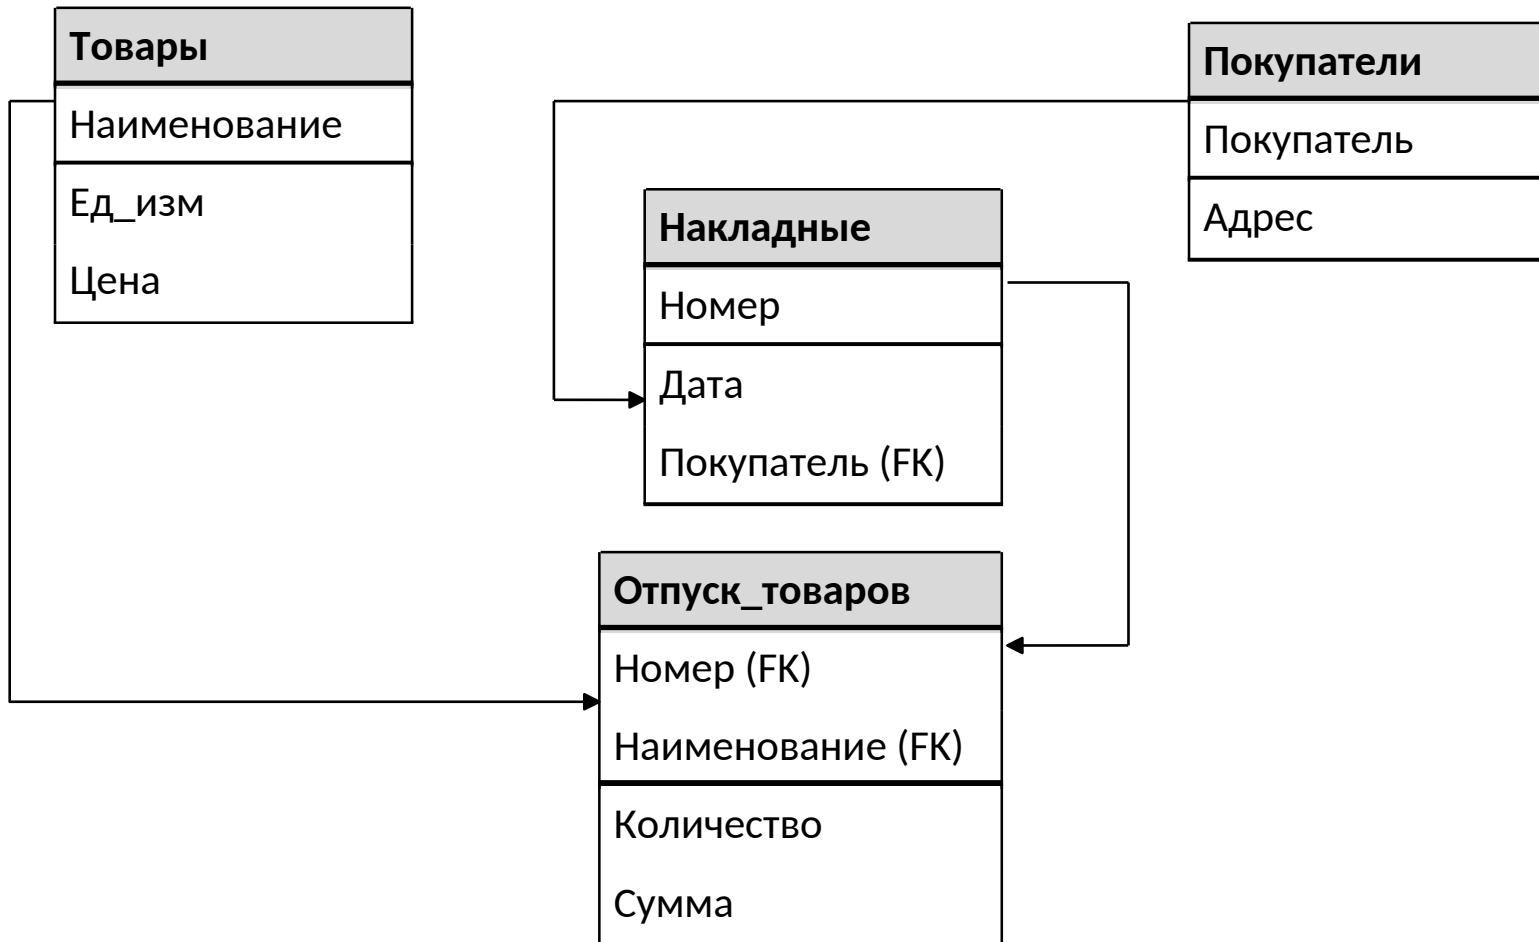 Товары
Наименование
Ед_изм
Цена
Покупатели
Покупатель
Адрес
Накладные
Номер
Дата
Покупатель (FK)
Отпуск_товаров
Номер (FK)
Наименование (FK)
Количество
Сумма